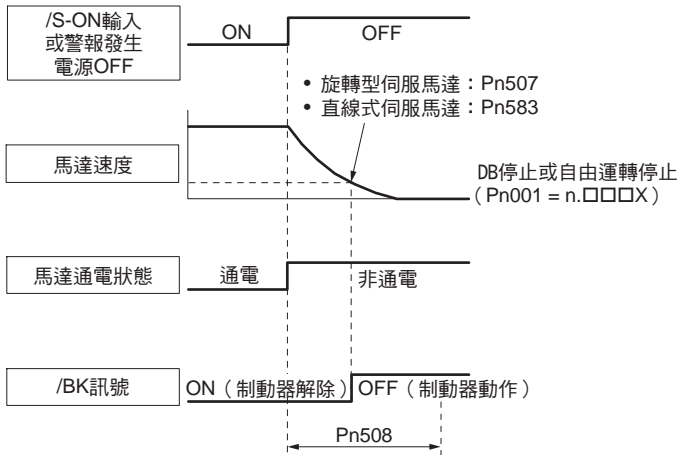 /S-ON輸入
或警報發生
電源OFF
ON
OFF
• 旋轉型伺服馬達：Pn507
• 直線式伺服馬達：Pn583
馬達速度
DB停止或自由運轉停止
（Pn001 = n.□□□X）
馬達通電狀態
通電
非通電
/BK訊號
ON（制動器解除）
OFF（制動器動作）
Pn508